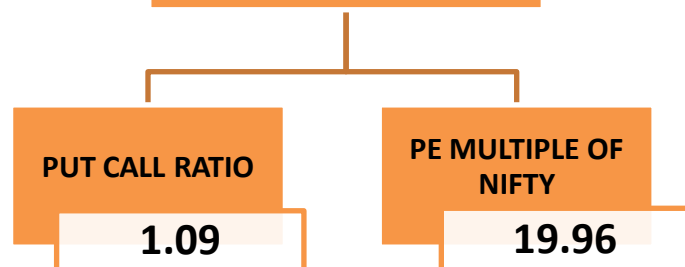 PUT CALL RATIO
1.09
PE MULTIPLE OF
NIFTY
19.96